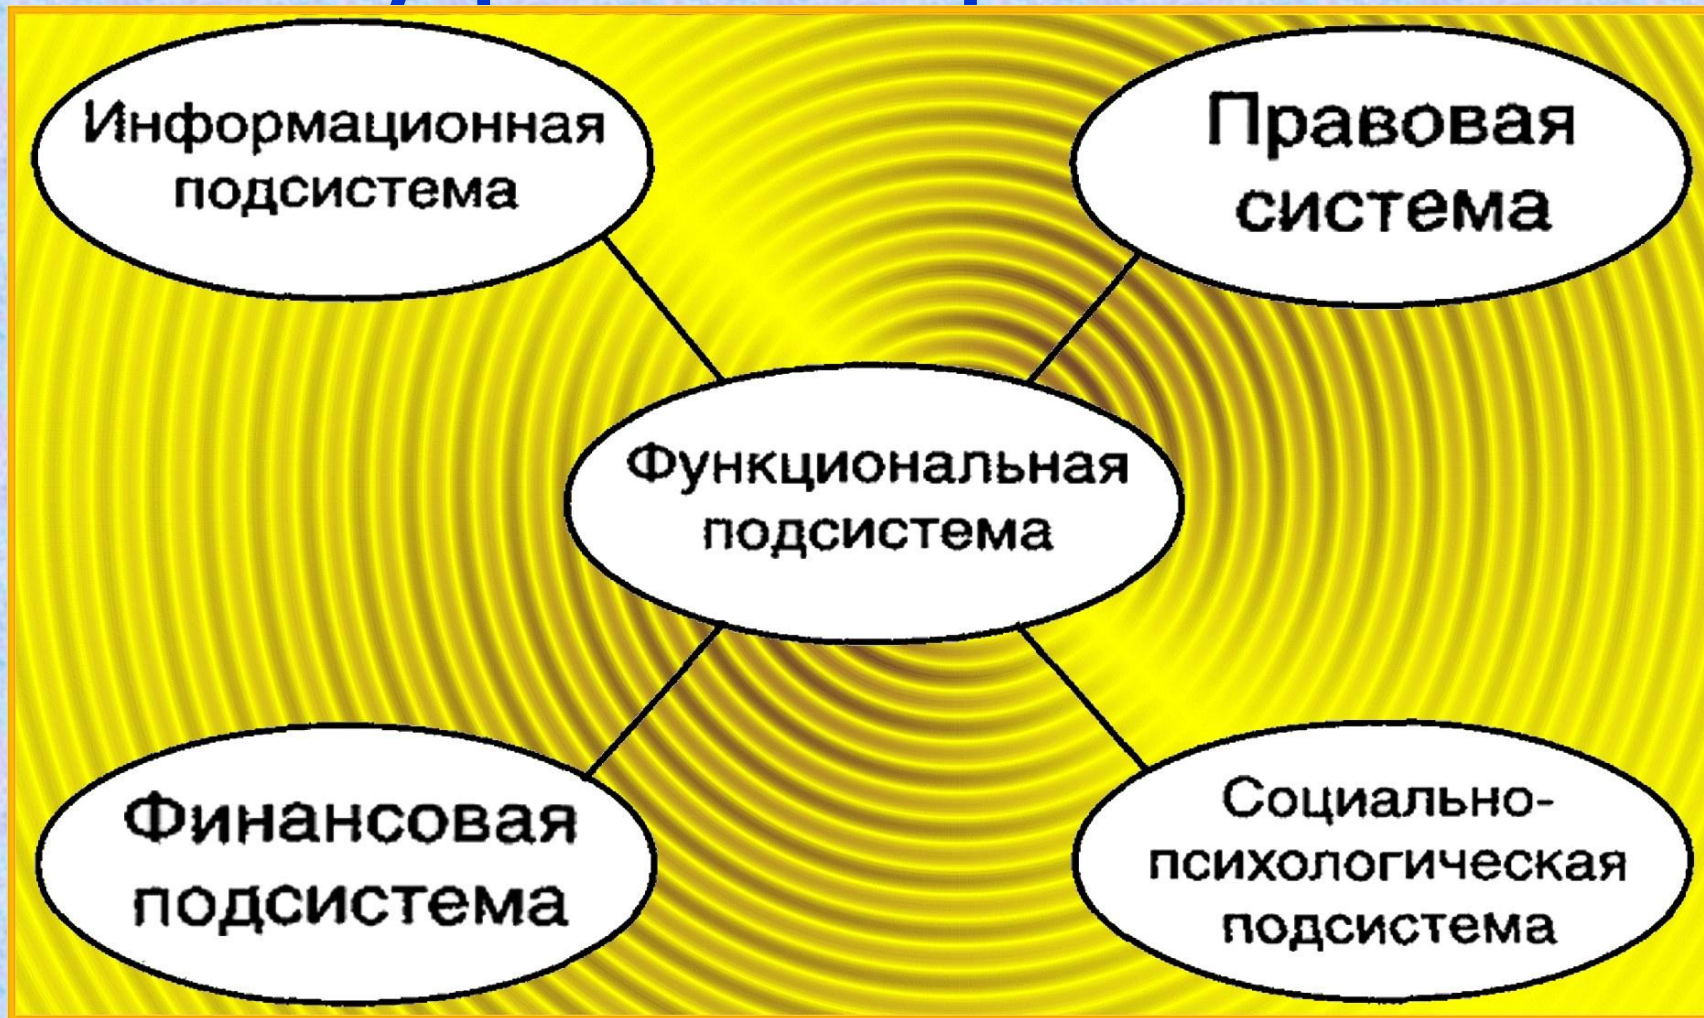 Информационная
подсистема
Правовая
система
Функциональная
подсистема
Финансовая
подсистема
Социально-
психологическая
подсистема